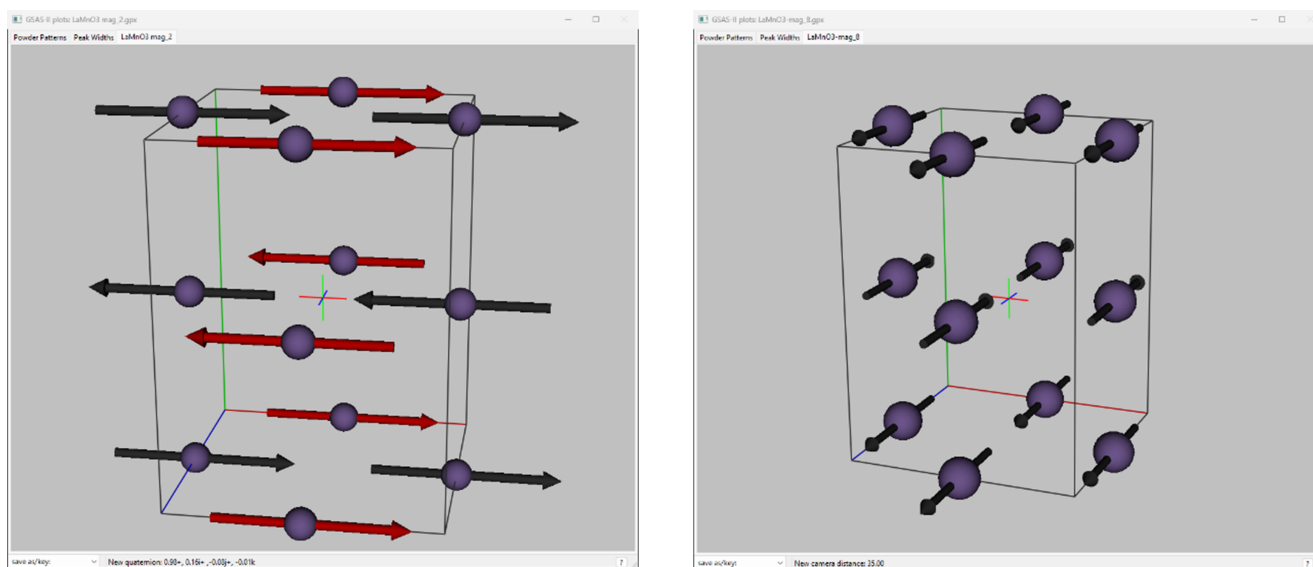 GSAS-II plots: LaMnO3 mag_2.gpx
Powder Patterns Peak Widths LaMnO3 mag_2
save as/key: New quaternion: 0.98+, 0.16i+ ,-0.08j+, -0.01k ?
GSAS-II plots: LaMnO3-mag_8.gpx
Powder Patterns Peak Widths LaMnO3-mag_8
save as/key: New camera distance: 35.00 ?